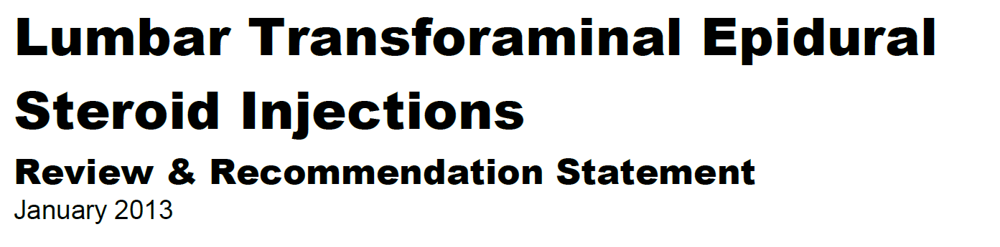 Lumbar Transforaminal Epidural
Steroid Injections
Review & Recommendation Statement
January 2013